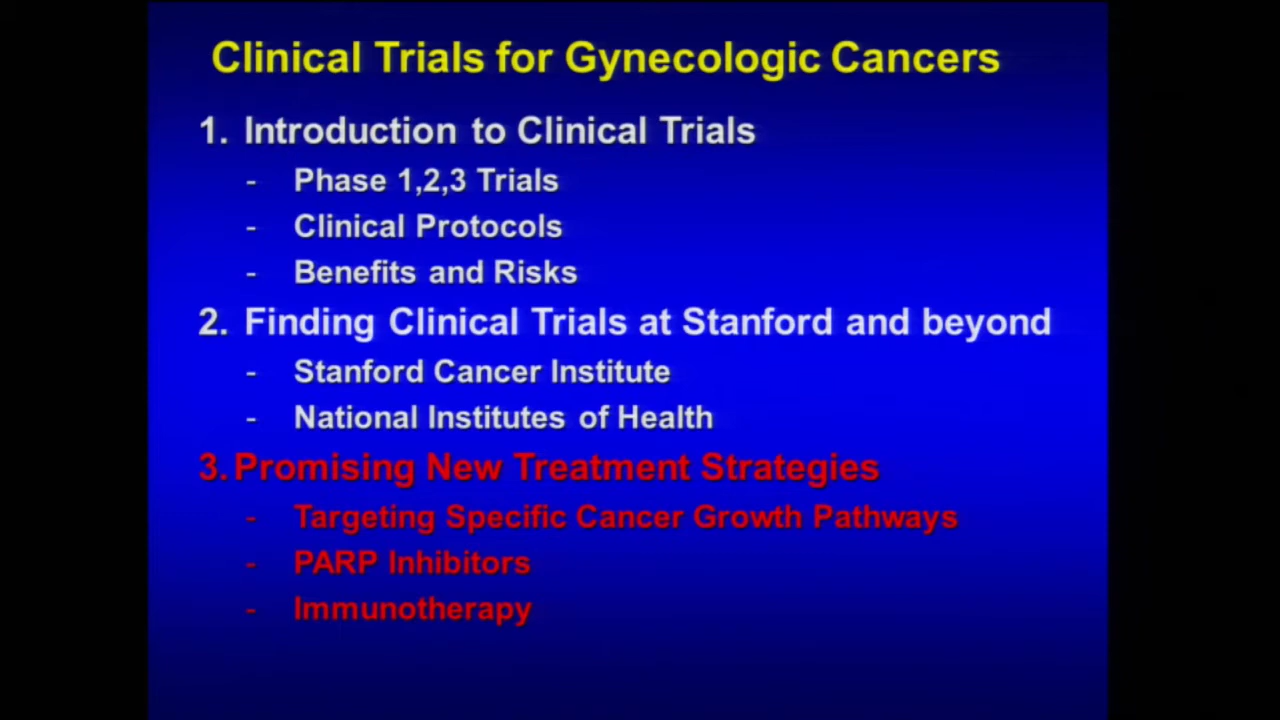 Clinical Trials for Gynecologic Cancers
1. Introduction to Clinical Trials
- Phase 1,2,3 Trials
- Clinical Protocols
- Benefits and Risks
2. Finding Clinical Trials at Stanford and beyond
- Stanford Cancer Institute
- National Institutes of Health
3. Promising New Treatment Strategies
- Targeting Specific Cancer Growth Pathways
- PARP Inhibitors
- Immunotherapy